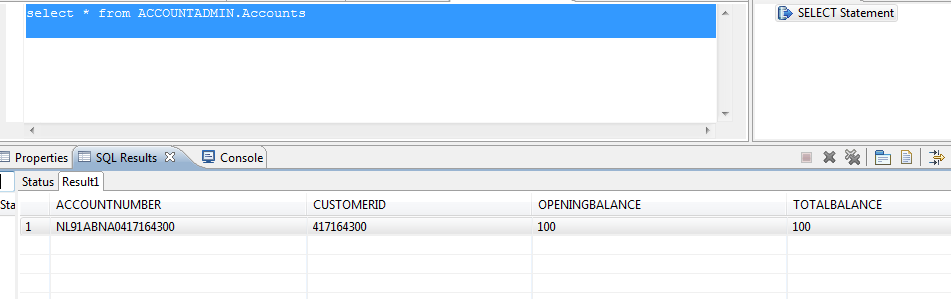 select * from ACCOUNTADMIN.Accounts
SELECT Statement
Properties SQL Results Console
Status Result1
Sta
ACCOUNTNUMBER CUSTOMERID OPENINGBALANCE TOTALBALANCE
1 NL91ABNA0417164300 417164300 100 100